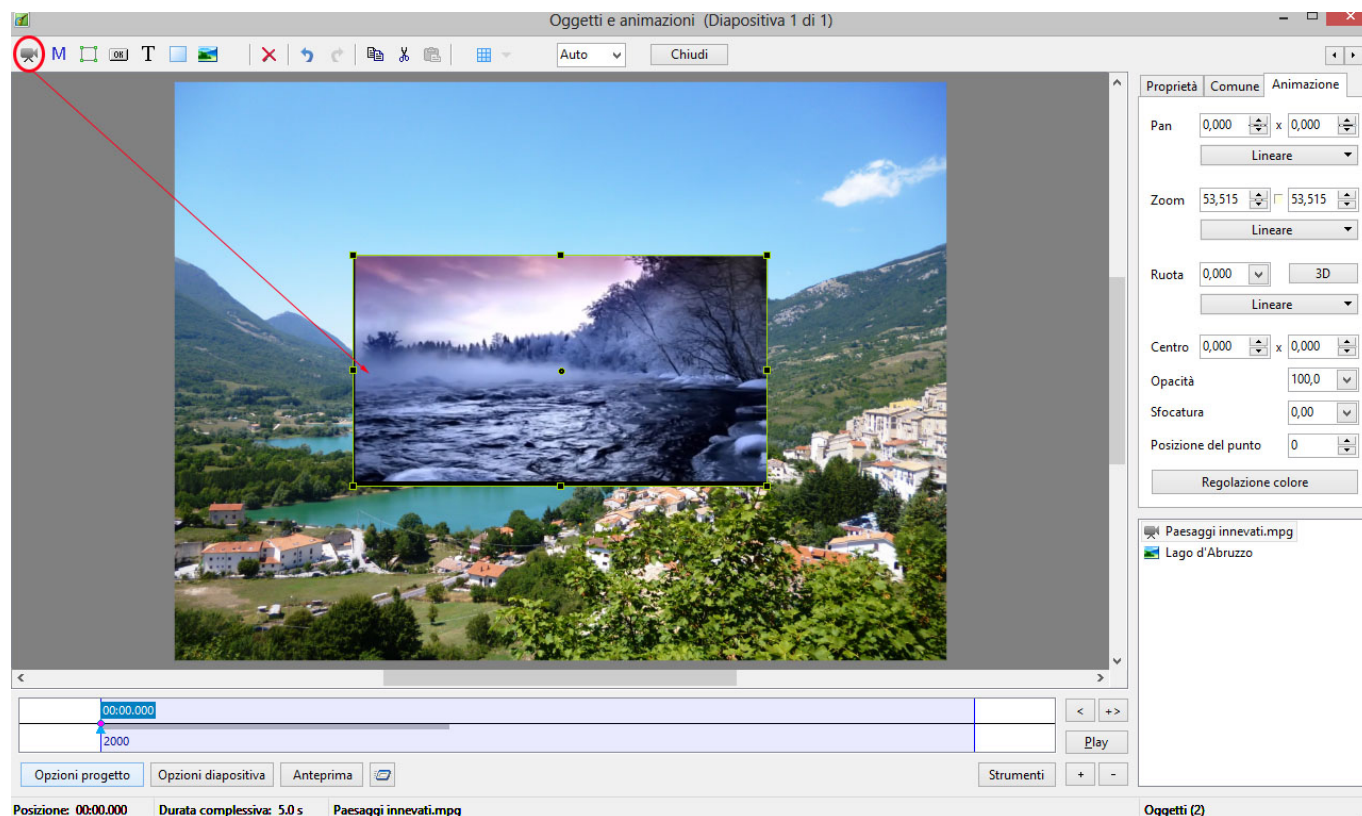 Oggetti e animazioni (Diapositiva 1 di 1)
M OK T Auto Chiudi
Proprietà Comune Animazione
Pan 0,000 x 0,000
Lineare
Zoom 53,515 53,515
Lineare
Ruota 0,000 3D
Lineare
Centro 0,000 x 0,000
Opacità 100,0
Sfocatura 0,00
Posizione del punto 0
Regolazione colore
Paesaggi innevati.mpg
Lago d'Abruzzo
00:00.000 < +>
2000 Play
Opzioni progetto Opzioni diapositiva Anteprima Strumenti + -
Posizione: 00:00.000 Durata complessiva: 5.0 s Paesaggi innevati.mpg Oggetti (2)